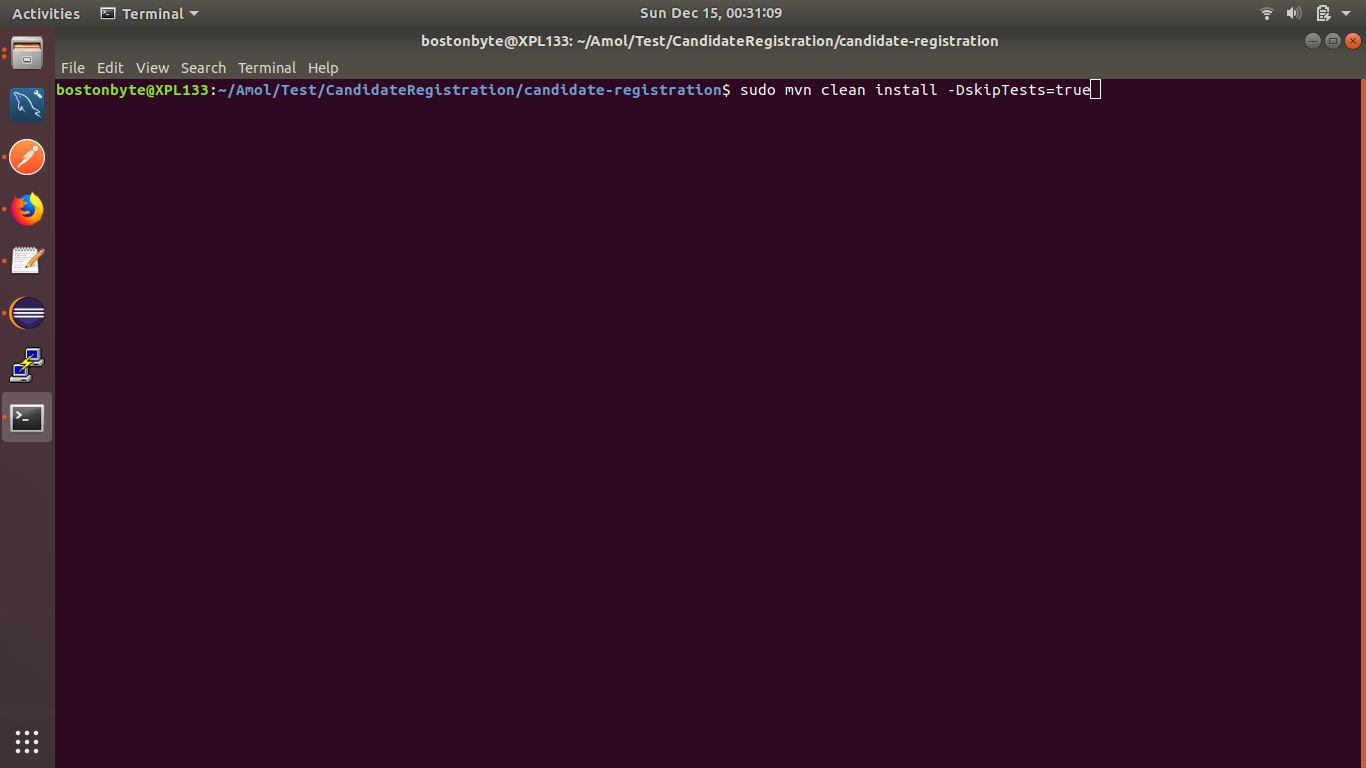 Activities Terminal Sun Dec 15, 00:31:09
bostonbyte@XPL133: ~/Amol/Test/CandidateRegistration/candidate-registration
File Edit View Search Terminal Help
bostonbyte@XPL133:~/Amol/Test/CandidateRegistration/candidate-registration$ sudo mvn clean install -DskipTests=true